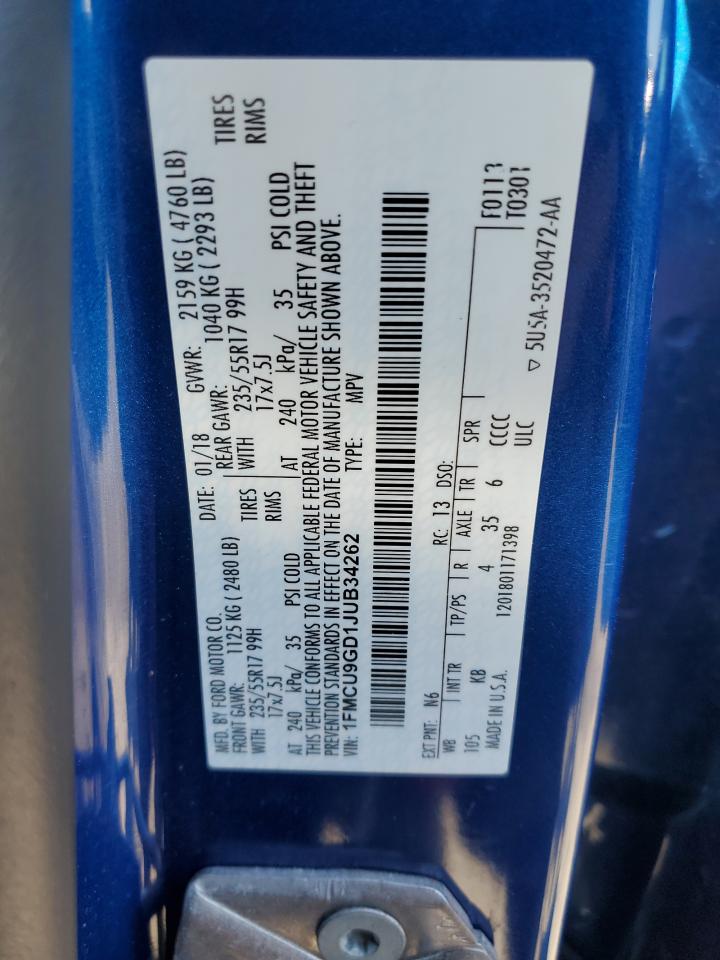 MFD. BY FORD MOTOR CO.
DATE: 01/18 GVWR: 2159 KG ( 4760 LB)
FRONT GAWR: 1125 KG ( 2480 LB) REAR GAWR: 1040 KG ( 2293 LB)
WITH 235/55R17 99H TIRES WITH 235/55R17 99H TIRES
17x7.5J RIMS 17x7.5J RIMS
AT 240 kPa/ 35 PSI COLD AT 240 kPa/ 35 PSI COLD
THIS VEHICLE CONFORMS TO ALL APPLICABLE FEDERAL MOTOR VEHICLE SAFETY AND THEFT
PREVENTION STANDARDS IN EFFECT ON THE DATE OF MANUFACTURE SHOWN ABOVE.
VIN: 1FMCU9GD1JUB34262 TYPE: MPV
EXT PNT: N6 RC: 13 DSO: F0113
T0301
WB INT TR TP/PS R AXLE TR SPR
105 KB 4 35 6 CCCC
MADE IN U.S.A. 1201801171398 ULC
▽ 5U5A-3520472-AA